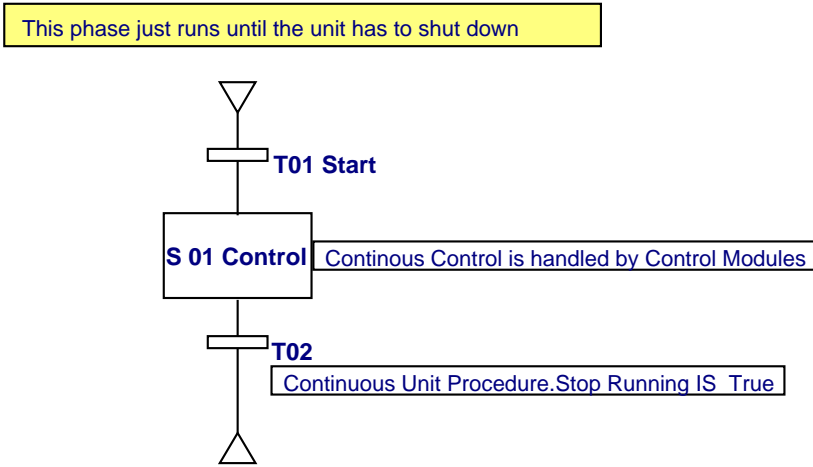 This phase just runs until the unit has to shut down
T01 Start
S 01 Control
Continous Control is handled by Control Modules
T02
Continuous Unit Procedure.Stop Running IS  True